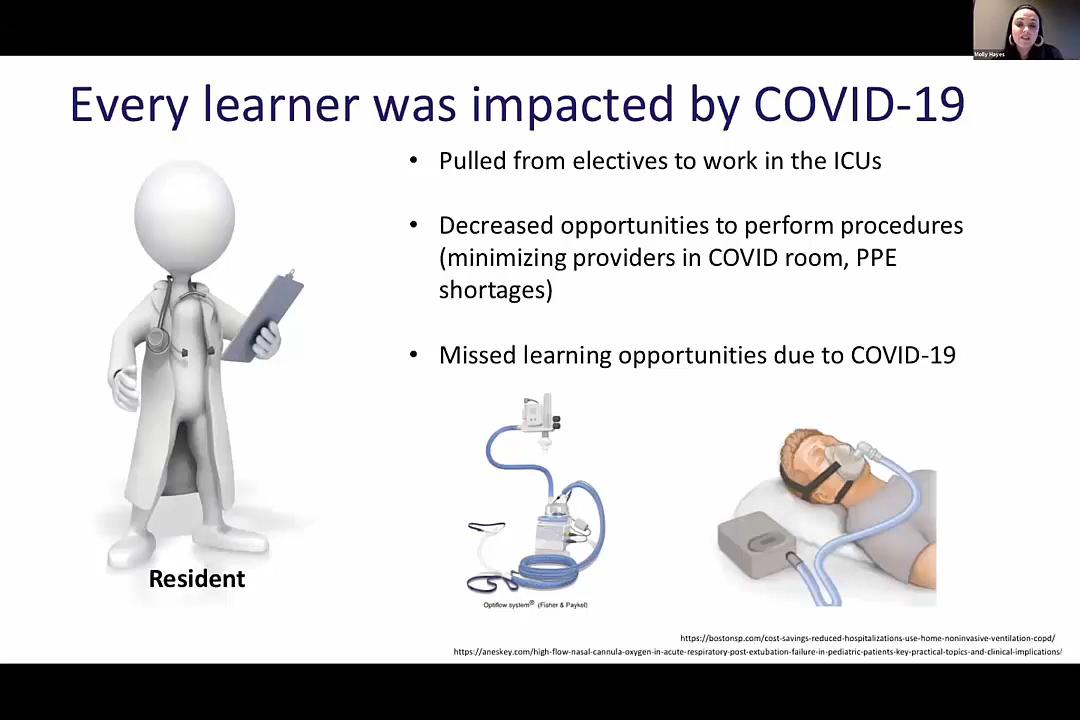 Molly Hayes
Every learner was impacted by COVID-19
• Pulled from electives to work in the ICUs
• Decreased opportunities to perform procedures
(minimizing providers in COVID room, PPE
shortages)
• Missed learning opportunities due to COVID-19
Resident
Optiflow system® (Fisher & Paykel)
https://bostonsp.com/cost-savings-reduced-hospitalizations-use-home-noninvasive-ventilation-copd/
https://aneskey.com/high-flow-nasal-cannula-oxygen-in-acute-respiratory-post-extubation-failure-in-pediatric-patients-key-practical-topics-and-clinical-implications/